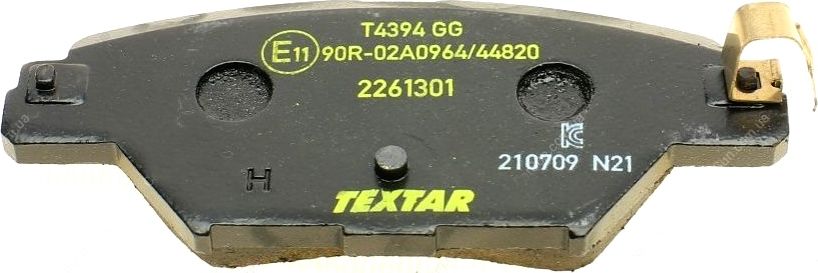 T4394 GG
E11 90R-02A0964/44820
2261301
210709 N21
H
TEXTAR